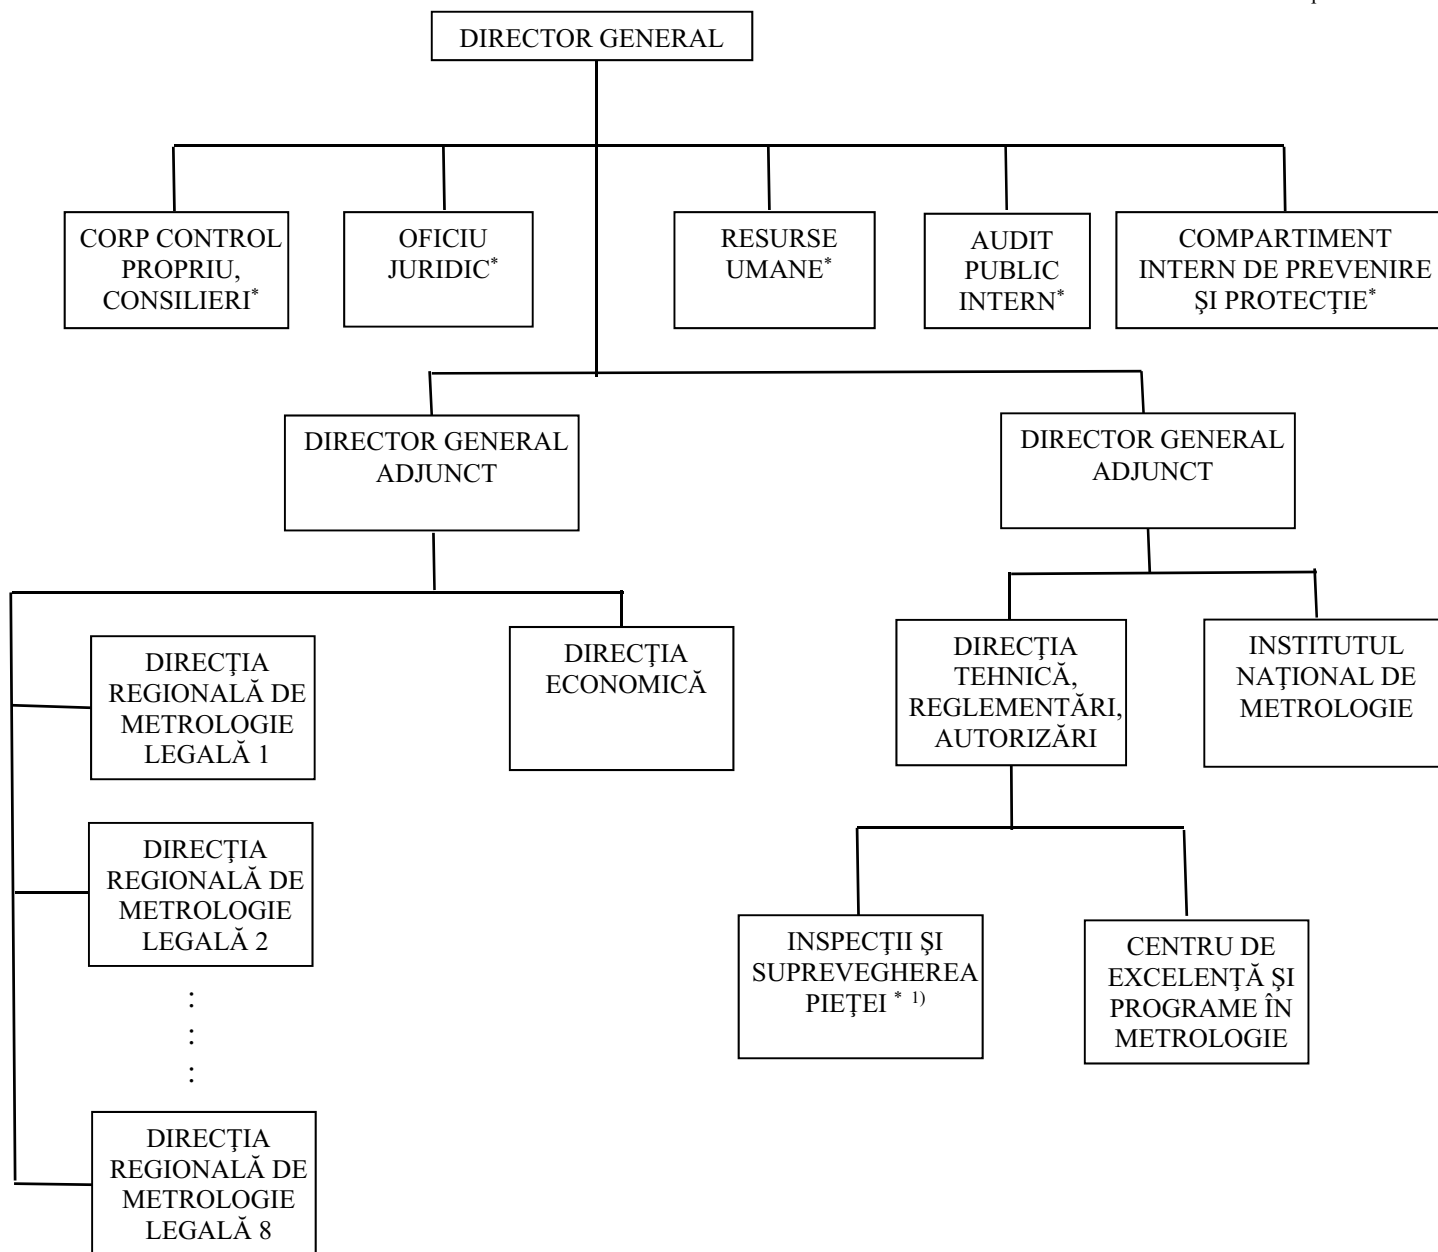 DIRECTOR GENERAL
CORP CONTROL
PROPRIU,
CONSILIERI*
OFICIU
JURIDIC*
RESURSE
UMANE*
AUDIT
PUBLIC
INTERN*
COMPARTIMENT
INTERN DE PREVENIRE
ŞI PROTECŢIE*
DIRECTOR GENERAL
ADJUNCT
DIRECTOR GENERAL
ADJUNCT
DIRECŢIA
REGIONALĂ DE
METROLOGIE
LEGALĂ 1
DIRECŢIA
ECONOMICĂ
DIRECŢIA
TEHNICĂ,
REGLEMENTĂRI,
AUTORIZĂRI
INSTITUTUL
NAŢIONAL DE
METROLOGIE
DIRECŢIA
REGIONALĂ DE
METROLOGIE
LEGALĂ 2
:
:
:
INSPECŢII ŞI
SUPREVEGHEREA
PIEŢEI * 1)
CENTRU DE
EXCELENŢĂ ŞI
PROGRAME ÎN
METROLOGIE
DIRECŢIA
REGIONALĂ DE
METROLOGIE
LEGALĂ 8